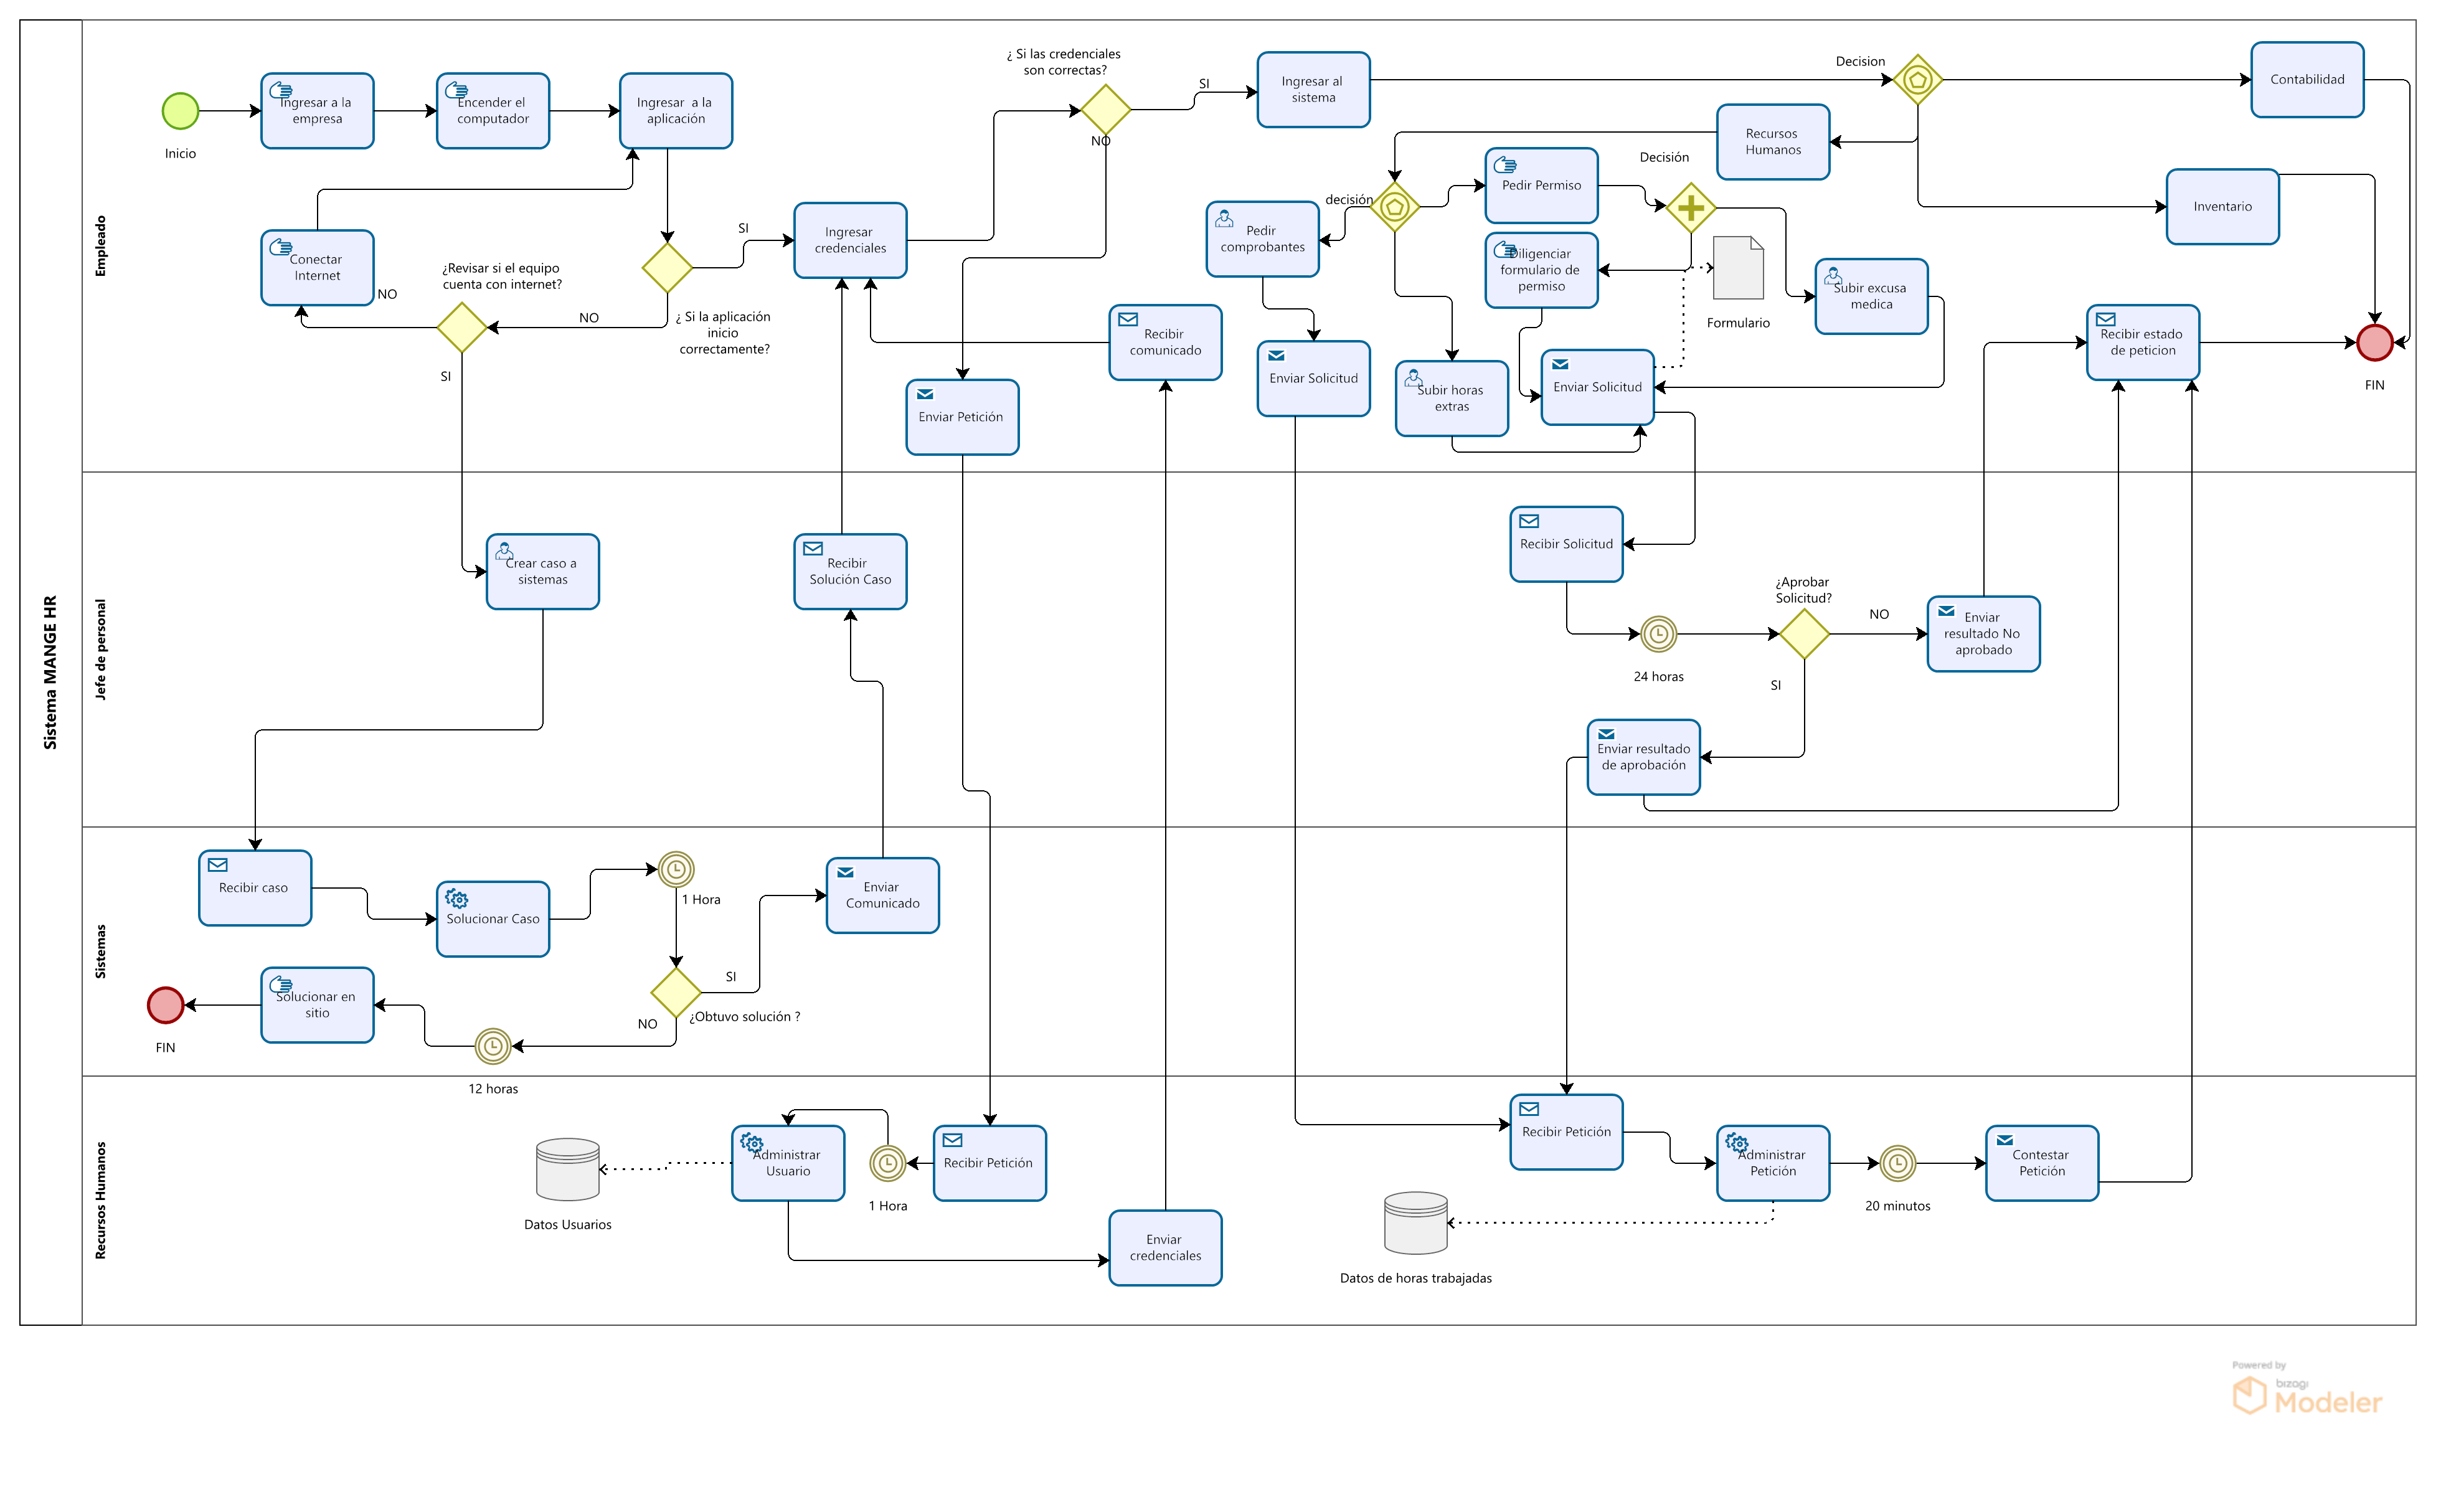 Sistema MANGE HR
Empleado
Inicio
Ingresar a la
empresa
Encender el
computador
Ingresar  a la
aplicación
¿ Si las credenciales
son correctas?
SI
NO
Ingresar al
sistema
Decision
Contabilidad
Recursos
Humanos
Inventario
Conectar
Internet
NO
¿Revisar si el equipo
cuenta con internet?
SI
NO
SI
¿ Si la aplicación
inicio
correctamente?
Ingresar
credenciales
Recibir
comunicado
Enviar Petición
Pedir
comprobantes
decisión
Pedir Permiso
Decisión
Diligenciar
formulario de
permiso
Formulario
Subir excusa
medica
Enviar Solicitud
Subir horas
extras
Enviar Solicitud
Recibir estado
de peticion
FIN
Jefe de personal
Crear caso a
sistemas
Recibir
Solución Caso
Recibir Solicitud
24 horas
¿Aprobar
Solicitud?
NO
SI
Enviar
resultado No
aprobado
Enviar resultado
de aprobación
Sistemas
Recibir caso
Solucionar Caso
1 Hora
Enviar
Comunicado
SI
¿Obtuvo solución ?
NO
12 horas
Solucionar en
sitio
FIN
Recursos Humanos
Datos Usuarios
Administrar
Usuario
1 Hora
Recibir Petición
Enviar
credenciales
Recibir Petición
Administrar
Petición
20 minutos
Contestar
Petición
Datos de horas trabajadas
Powered by
bizagi
Modeler